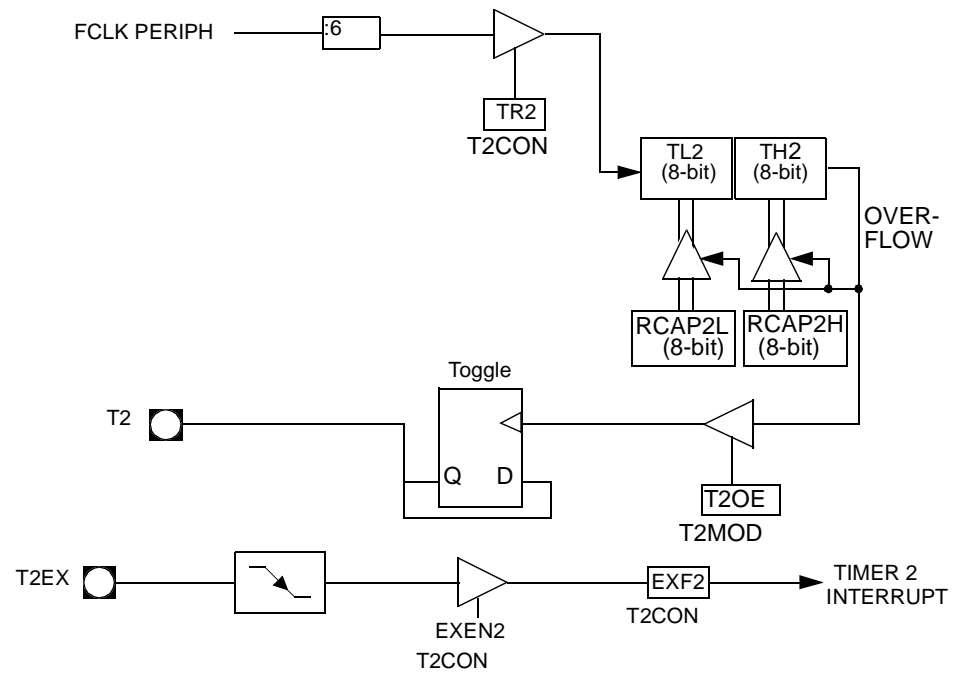 FCLK PERIPH
:6
TR2
T2CON
TL2
(8-bit)
TH2
(8-bit)
OVER-
FLOW
RCAP2L
(8-bit)
RCAP2H
(8-bit)
Toggle
T2
Q D
T2OE
T2MOD
T2EX
EXEN2
T2CON
EXF2
T2CON
TIMER 2
INTERRUPT